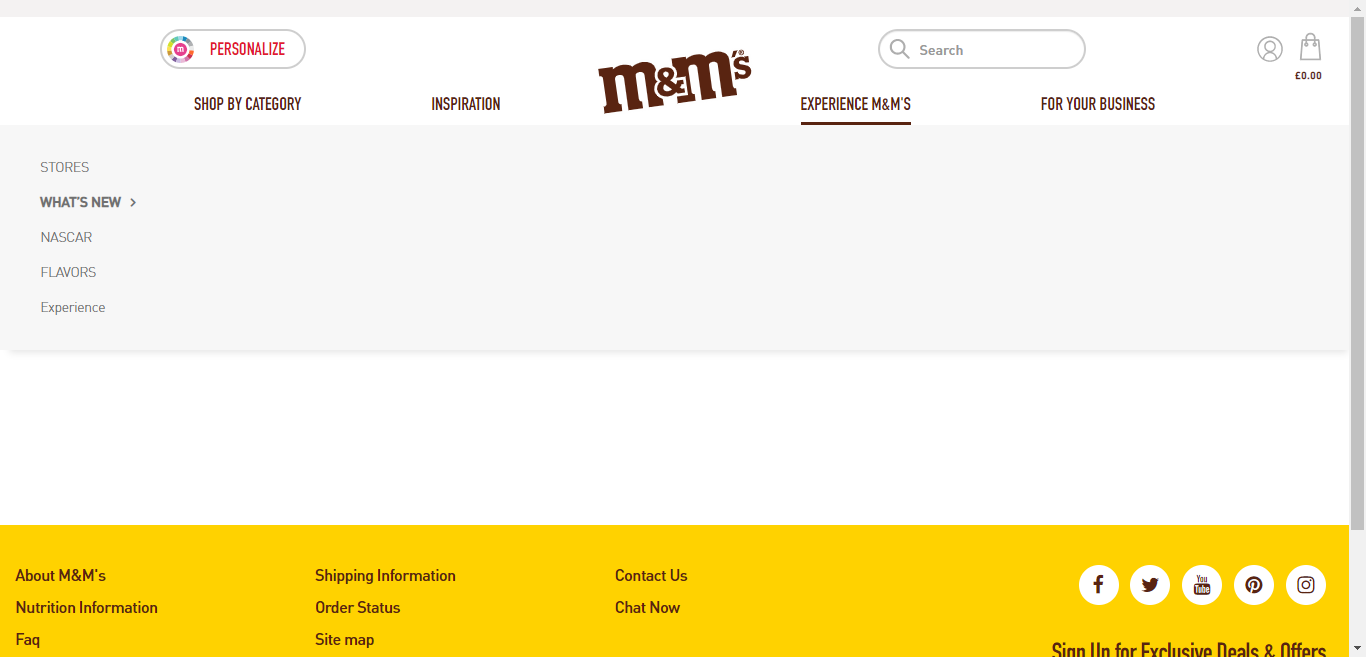 PERSONALIZE
m&m's®
Search
£0.00
SHOP BY CATEGORY
INSPIRATION
EXPERIENCE M&M'S
FOR YOUR BUSINESS
STORES
WHAT'S NEW >
NASCAR
FLAVORS
Experience
About M&M's
Shipping Information
Contact Us
Nutrition Information
Order Status
Chat Now
Faq
Site map
You Tube
Sign Up for Exclusive Deals & Offers